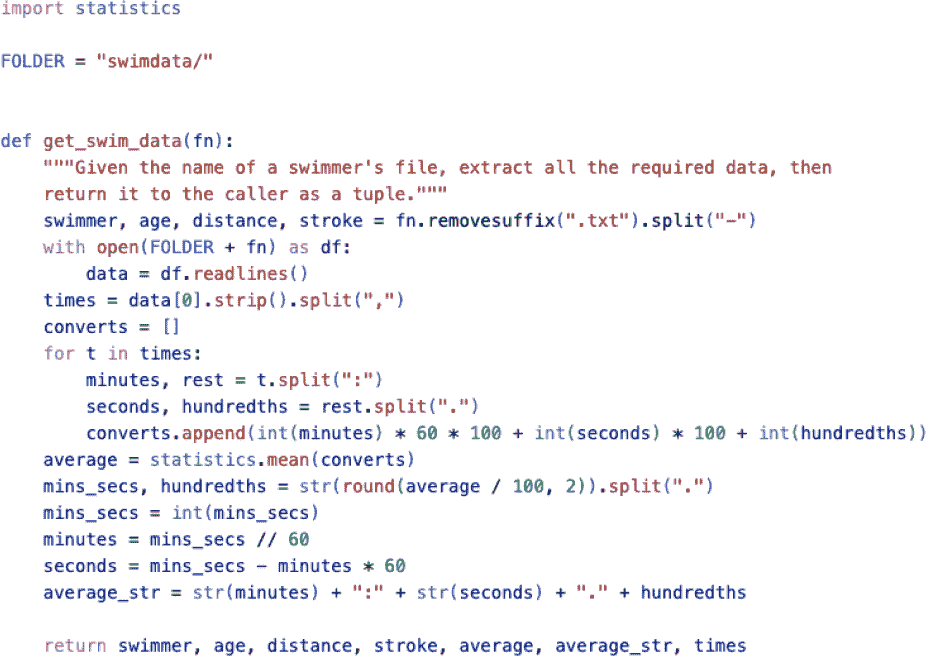 import statistics
FOLDER = "swimdata/"
def get_swim_data(fn):
    """Given the name of a swimmer's file, extract all the required data, then
    return it to the caller as a tuple."""
    swimmer, age, distance, stroke = fn.removesuffix(".txt").split("-")
    with open(FOLDER + fn) as df:
        data = df.readlines()
    times = data[0].strip().split(",")
    converts = []
    for t in times:
        minutes, rest = t.split(":")
        seconds, hundredths = rest.split(".")
        converts.append(int(minutes) * 60 * 100 + int(seconds) * 100 + int(hundredths))
    average = statistics.mean(converts)
    mins_secs, hundredths = str(round(average / 100, 2)).split(".")
    mins_secs = int(mins_secs)
    minutes = mins_secs // 60
    seconds = mins_secs - minutes * 60
    average_str = str(minutes) + ":" + str(seconds) + "." + hundredths
    return swimmer, age, distance, stroke, average, average_str, times